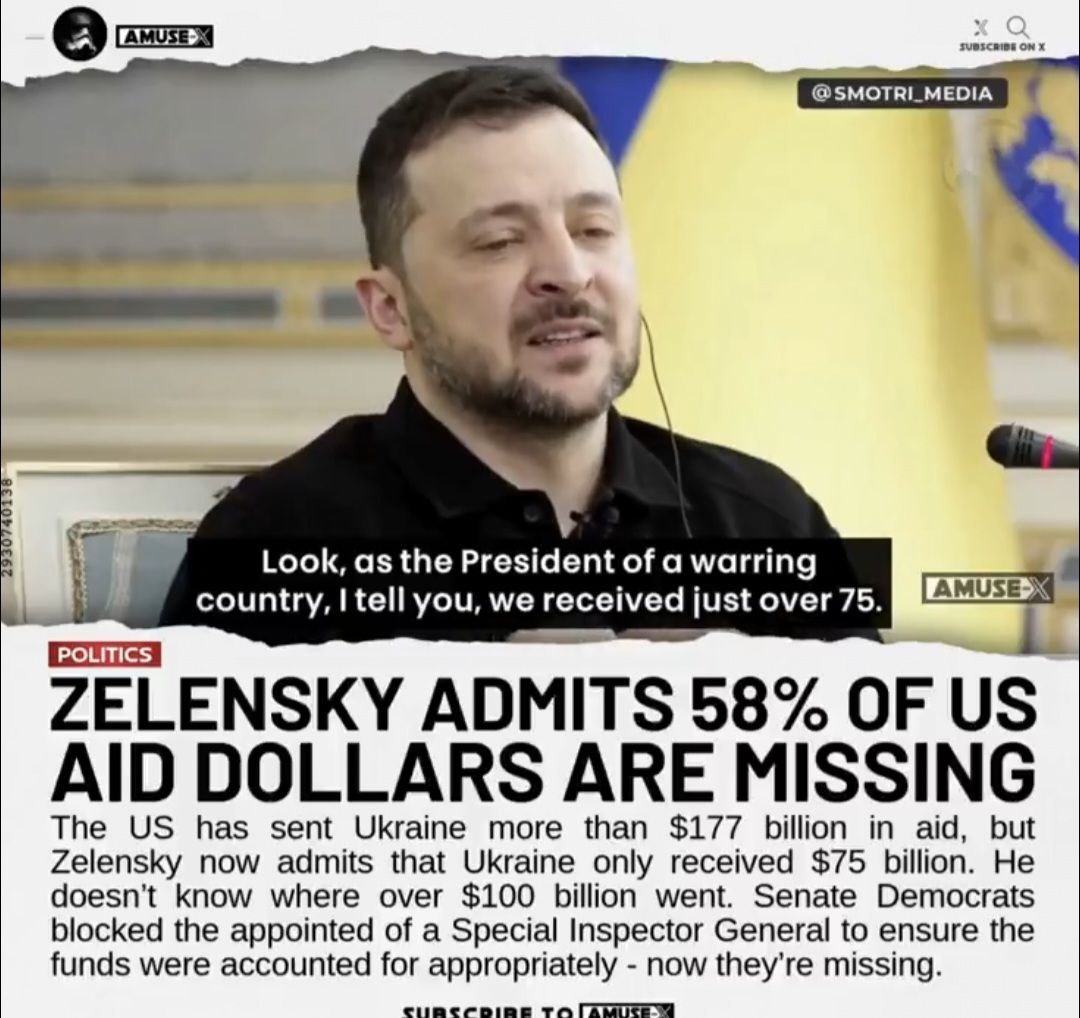 AMUSE-X
X
SUBSCRIBE ON X
@SMOTRI_MEDIA
2930740138
Look, as the President of a warring
country, I tell you, we received just over 75.
AMUSE-X
POLITICS
ZELENSKY ADMITS 58% OF US
AID DOLLARS ARE MISSING
The US has sent Ukraine more than $177 billion in aid, but
Zelensky now admits that Ukraine only received $75 billion. He
doesn't know where over $100 billion went. Senate Democrats
blocked the appointed of a Special Inspector General to ensure the
funds were accounted for appropriately - now they're missing.
SUBSCRIBE TO AMUSE-X